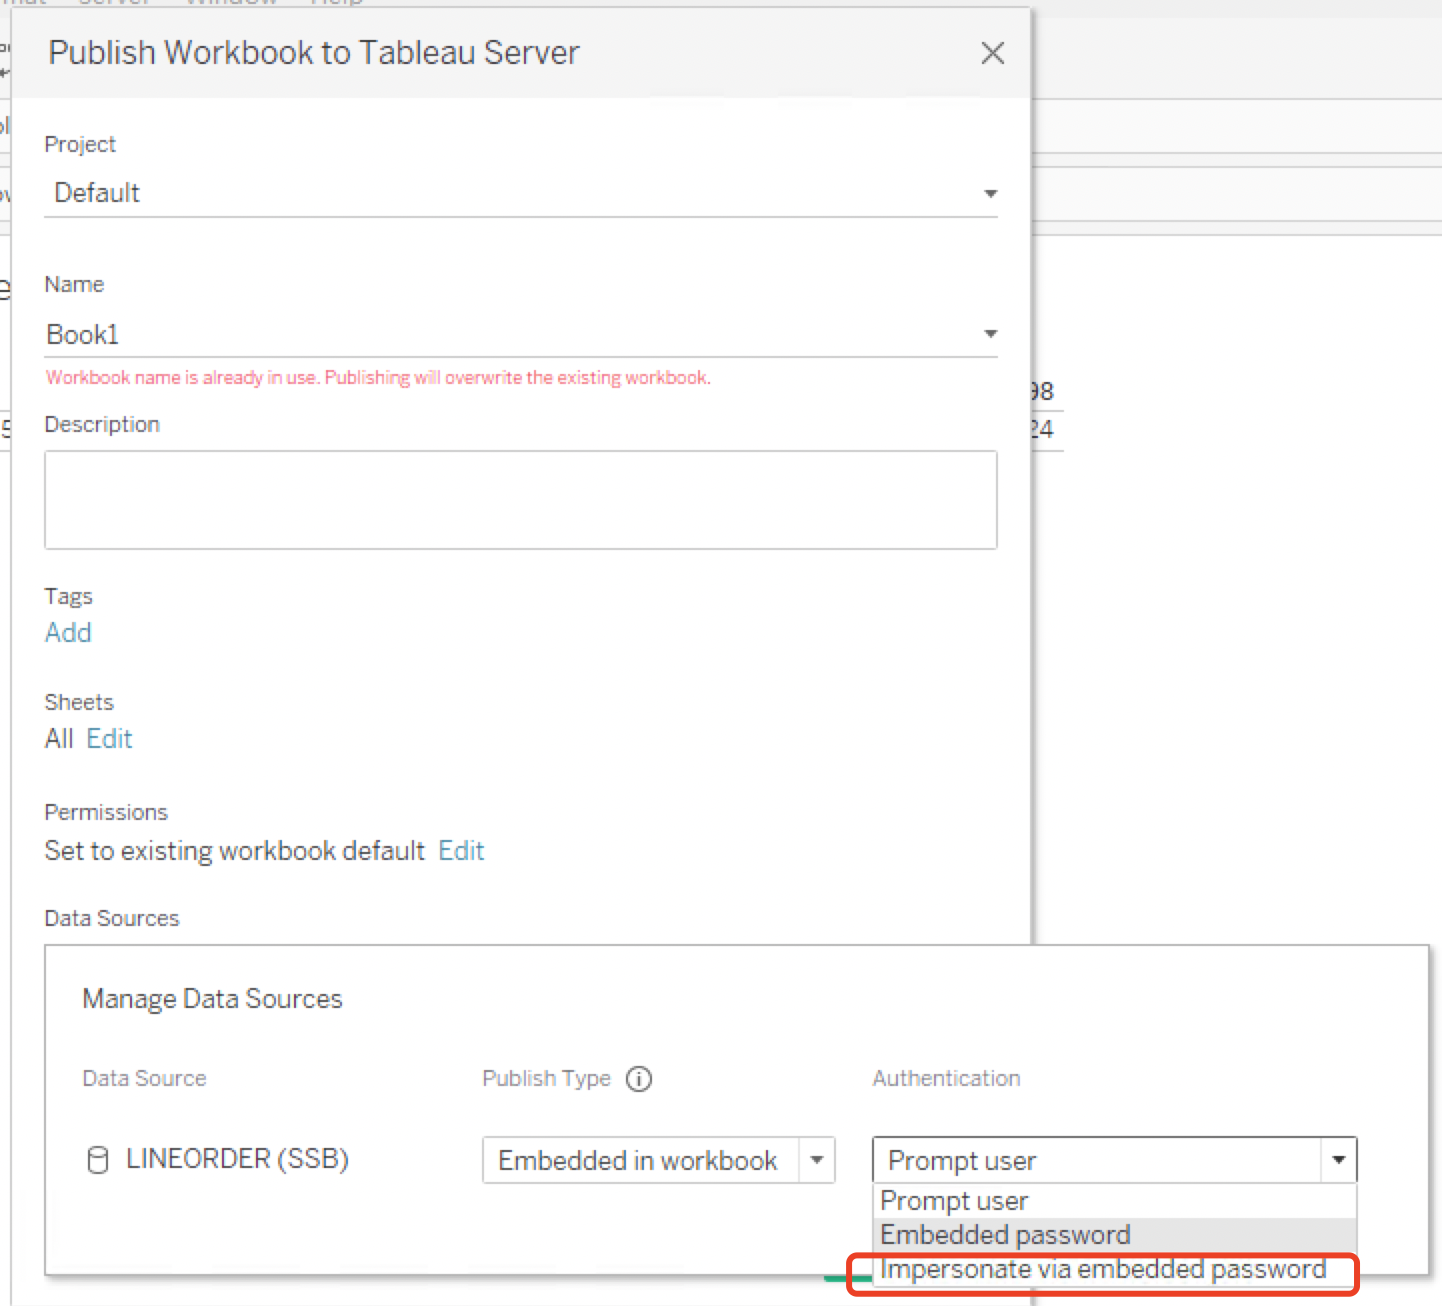 Server Window Help
Publish Workbook to Tableau Server
Project
Default
Name
Book1
Workbook name is already in use. Publishing will overwrite the existing workbook.
98
Description
24
Tags
Add
Sheets
All Edit
Permissions
Set to existing workbook default Edit
Data Sources
Manage Data Sources
Data Source Publish Type Authentication
LINEORDER (SSB) Embedded in workbook Prompt user
Prompt user
Embedded password
Impersonate via embedded password